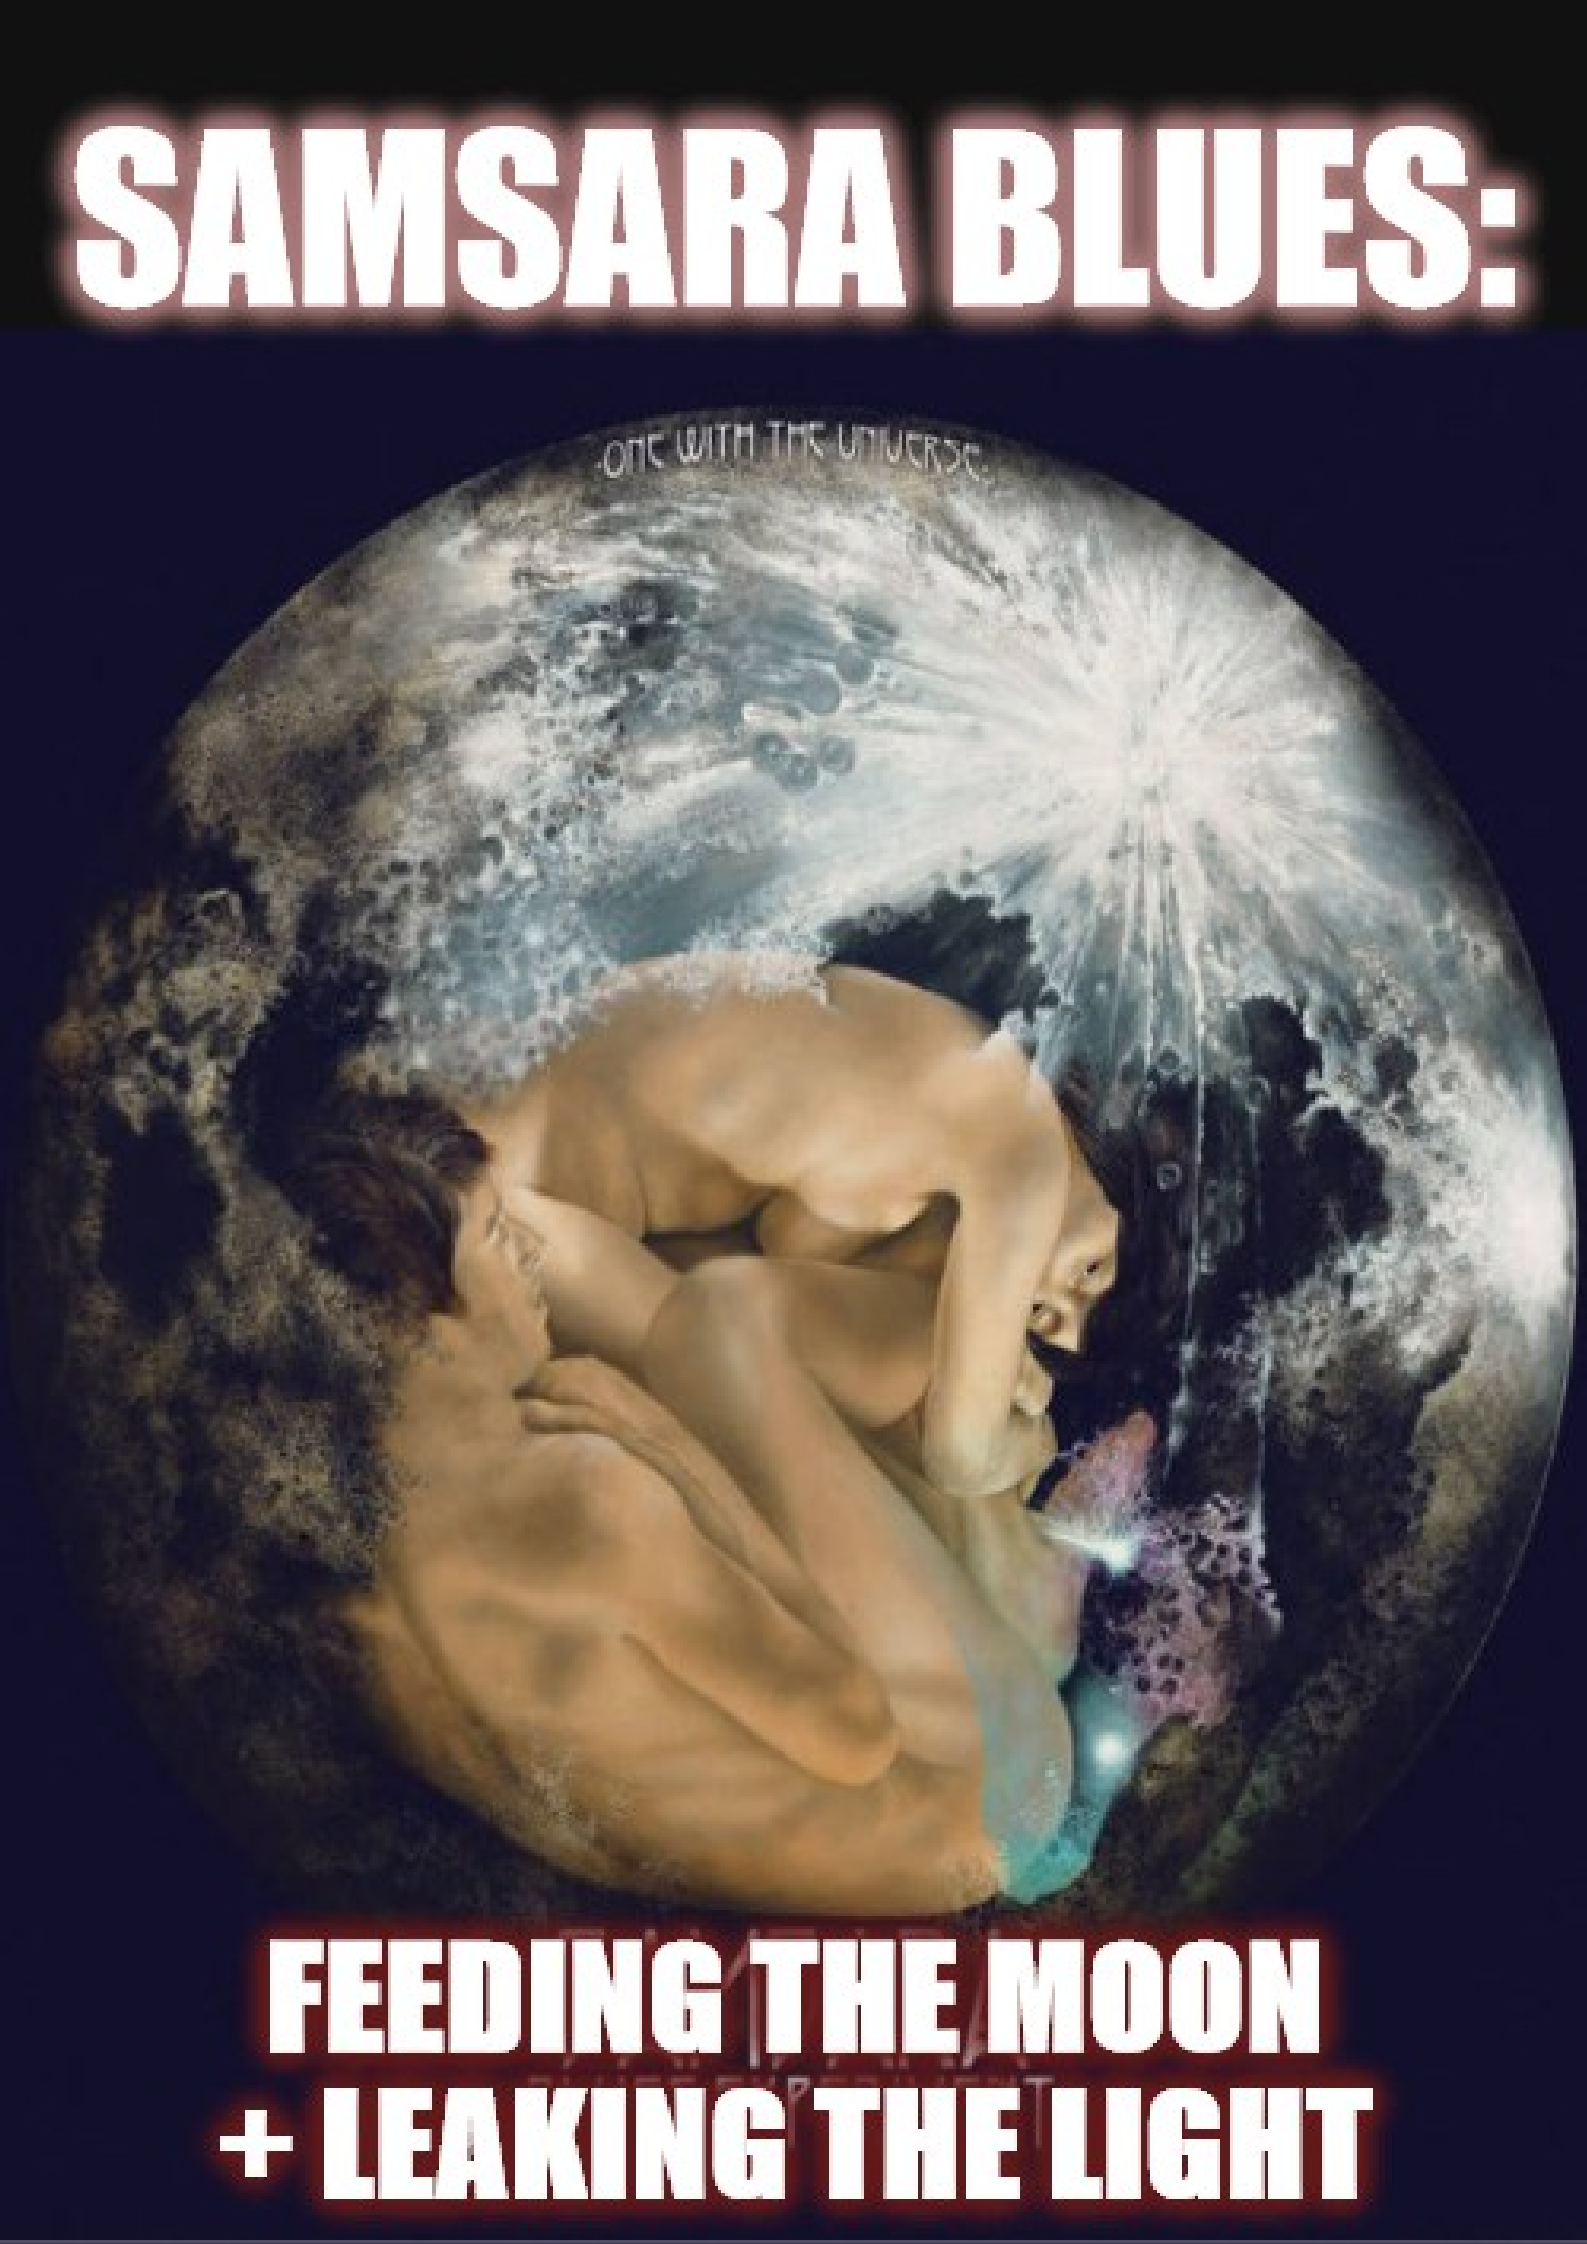 SAMSARA BLUES:
·ONE WITH THE UNIVERSE·
FEEDING THE MOON
+ LEAKING THE LIGHT